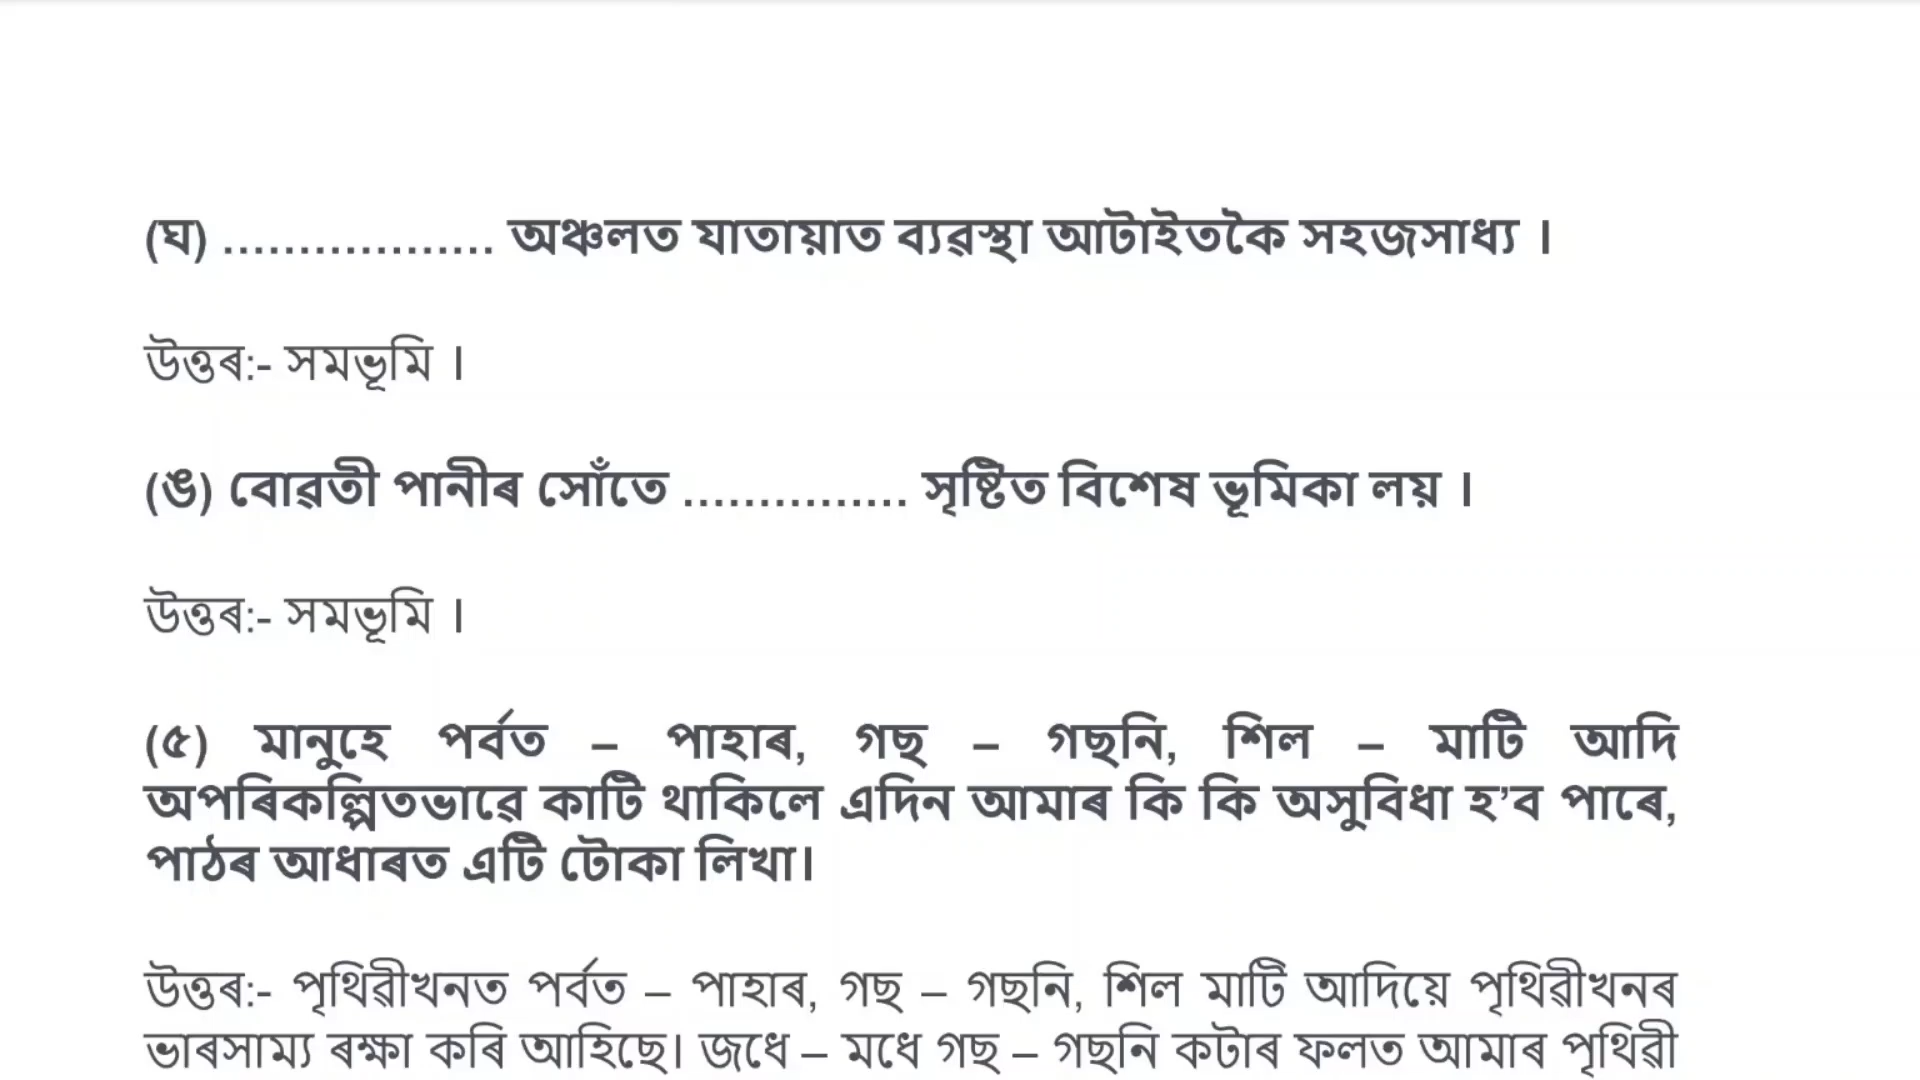 (ঘ) .................. অঞ্চলত যাতায়াত ব্যৱস্থা আটাইতকৈ সহজসাধ্য ।
উত্তৰ:- সমভূমি ।
(ঙ) বোৱতী পানীৰ সোঁতে ............... সৃষ্টিত বিশেষ ভূমিকা লয় ।
উত্তৰ:- সমভূমি ।
(৫) মানুহে পৰ্বত – পাহাৰ, গছ – গছনি, শিল – মাটি আদি
অপৰিকল্পিতভাৱে কাটি থাকিলে এদিন আমাৰ কি কি অসুবিধা হ’ব পাৰে,
পাঠৰ আধাৰত এটি টোকা লিখা।
উত্তৰ:- পৃথিৱীখনত পৰ্বত – পাহাৰ, গছ – গছনি, শিল মাটি আদিয়ে পৃথিৱীখনৰ
ভাৰসাম্য ৰক্ষা কৰি আহিছে। জধে – মধে গছ – গছনি কটাৰ ফলত আমাৰ পৃথিৱী